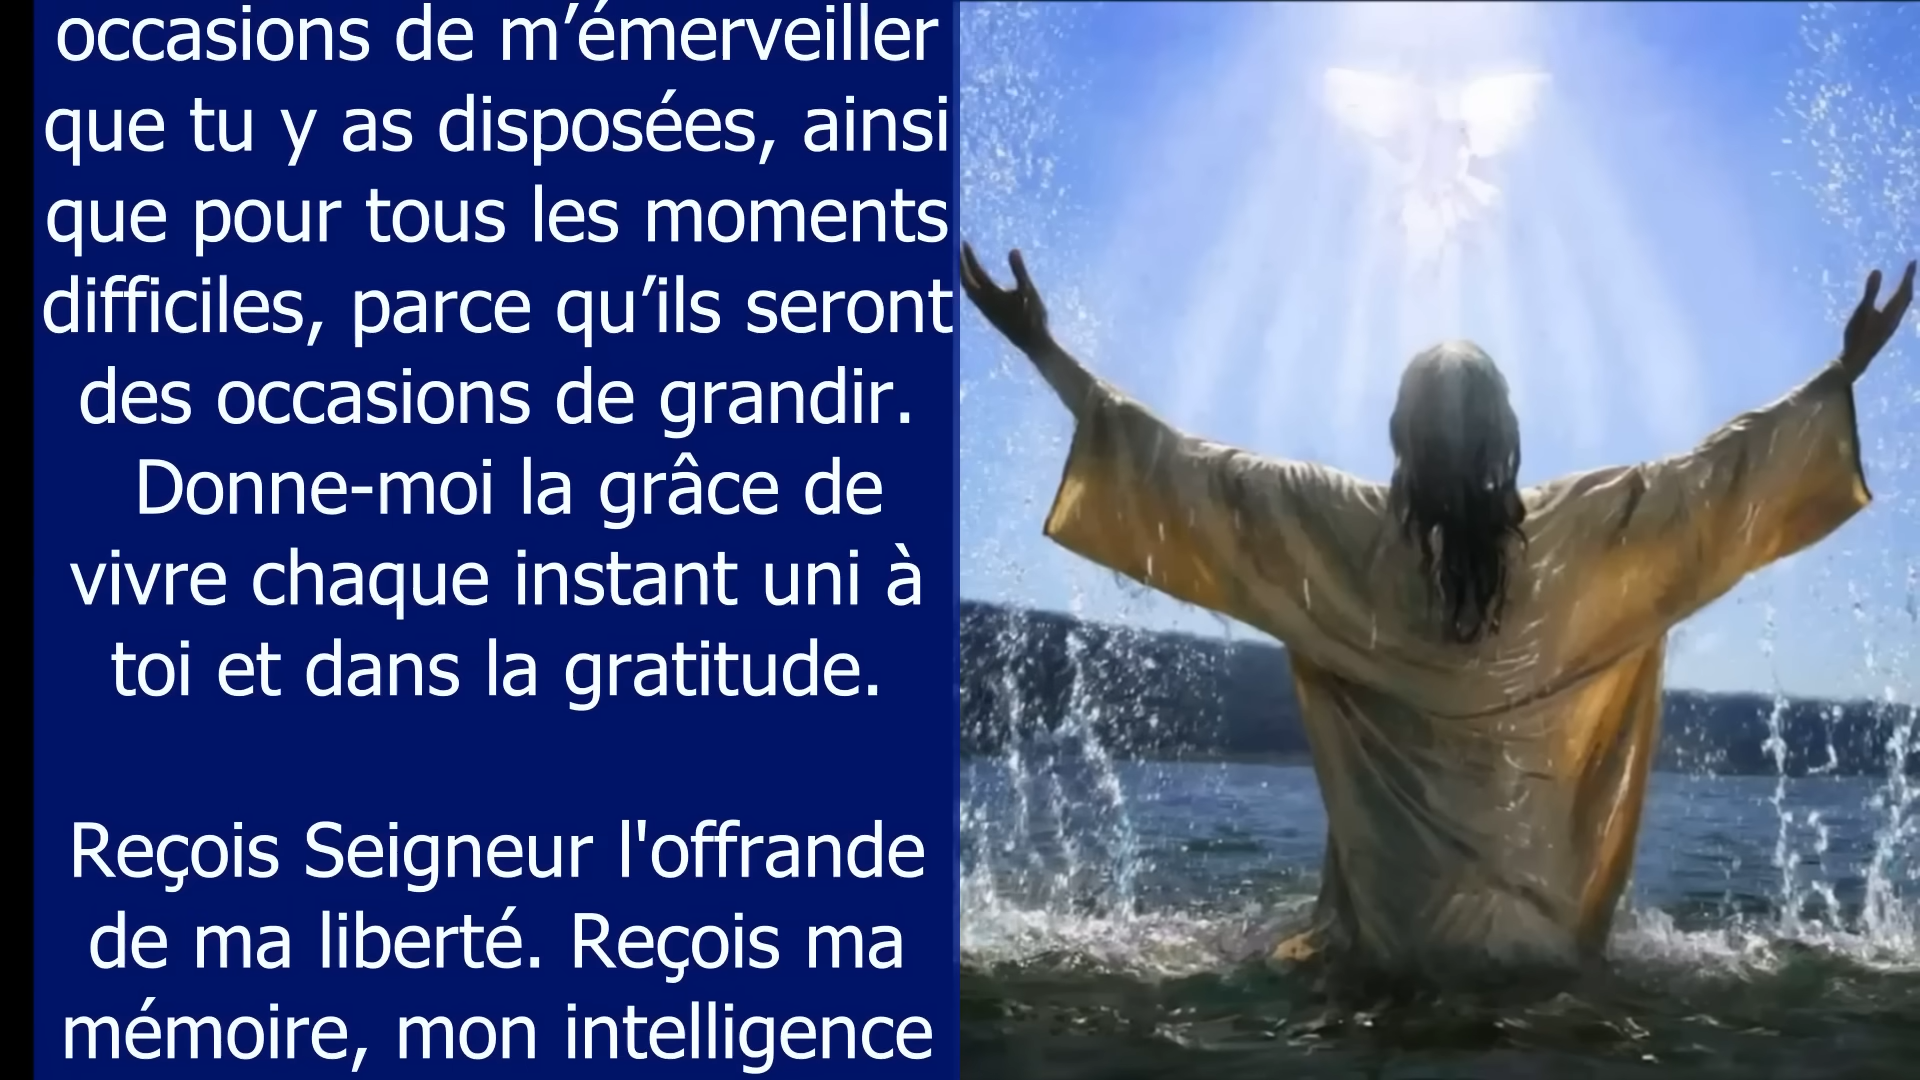 occasions de m’émerveiller
que tu y as disposées, ainsi
que pour tous les moments
difficiles, parce qu’ils seront
des occasions de grandir.
Donne-moi la grâce de
vivre chaque instant uni à
toi et dans la gratitude.
Reçois Seigneur l'offrande
de ma liberté. Reçois ma
mémoire, mon intelligence